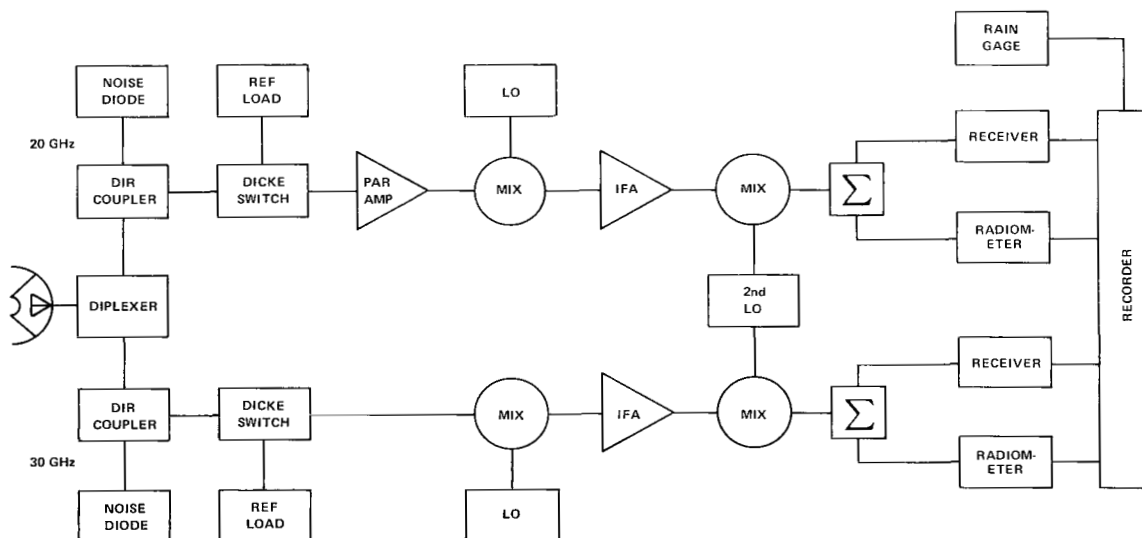 RAIN
GAGE
NOISE
DIODE
REF
LOAD
LO
20 GHz
RECEIVER
DIR
COUPLER
DICKE
SWITCH
PAR
AMP
MIX
IFA
MIX
Σ
RADIOM-
ETER
DIPLEXER
2nd
LO
RECORDER
RECEIVER
DIR
COUPLER
DICKE
SWITCH
MIX
IFA
MIX
Σ
30 GHz
RADIOM-
ETER
NOISE
DIODE
REF
LOAD
LO